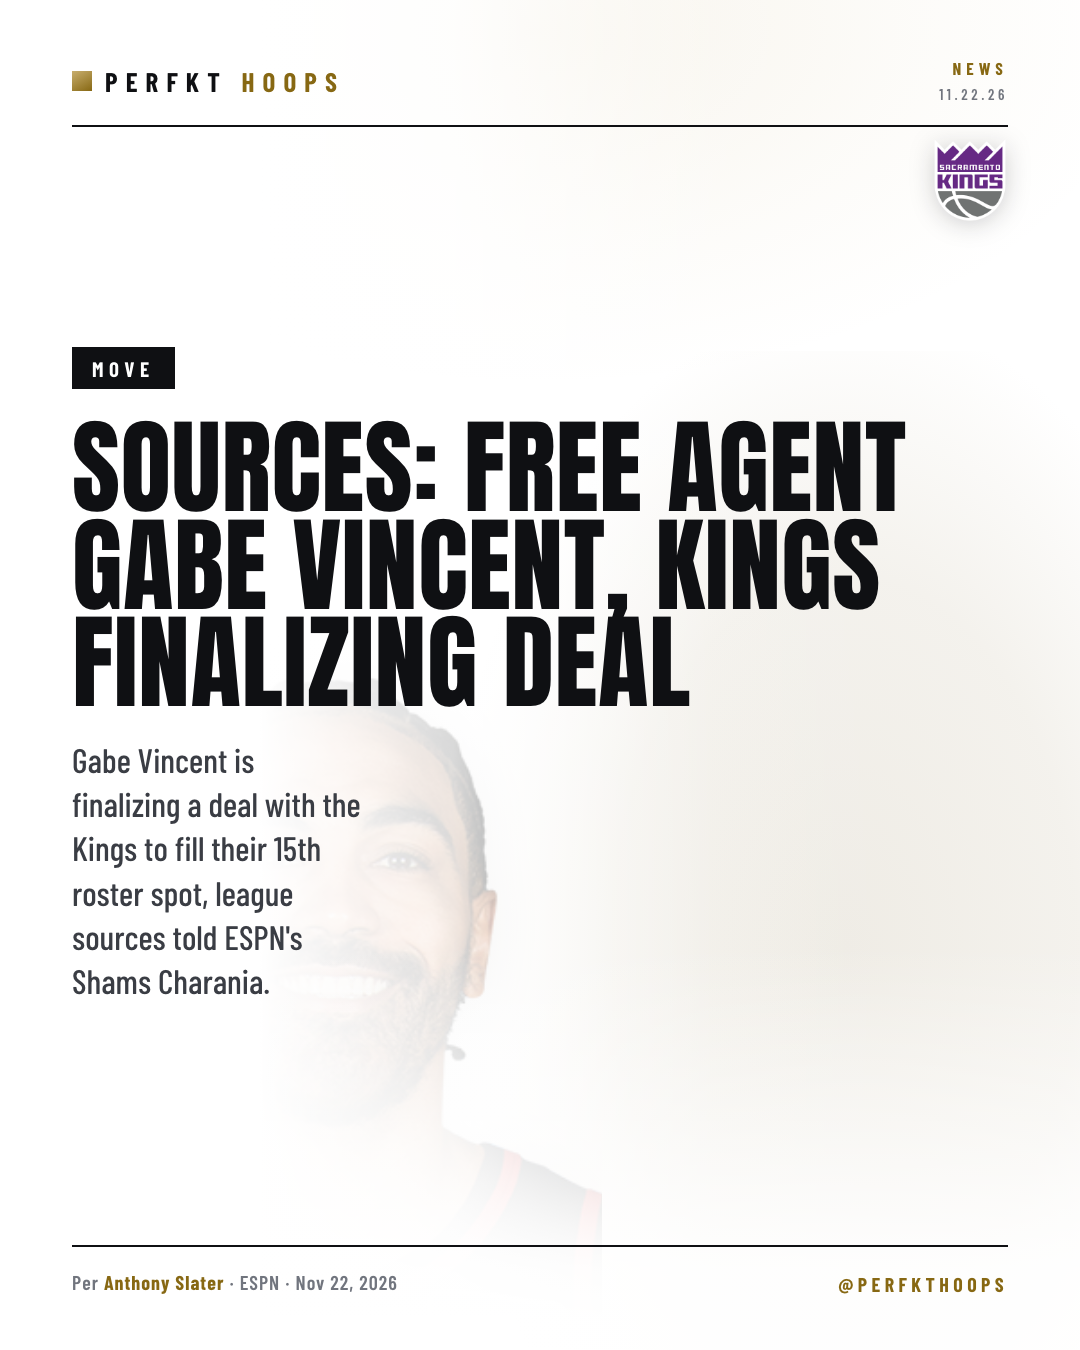 PERFKT HOOPS
NEWS
11.22.26
SACRAMENTO
KINGS
MOVE
SOURCES: FREE AGENT
GABE VINCENT, KINGS
FINALIZING DEAL
Gabe Vincent is
finalizing a deal with the
Kings to fill their 15th
roster spot, league
sources told ESPN's
Shams Charania.
Per Anthony Slater · ESPN · Nov 22, 2026
@PERFKTHOOPS